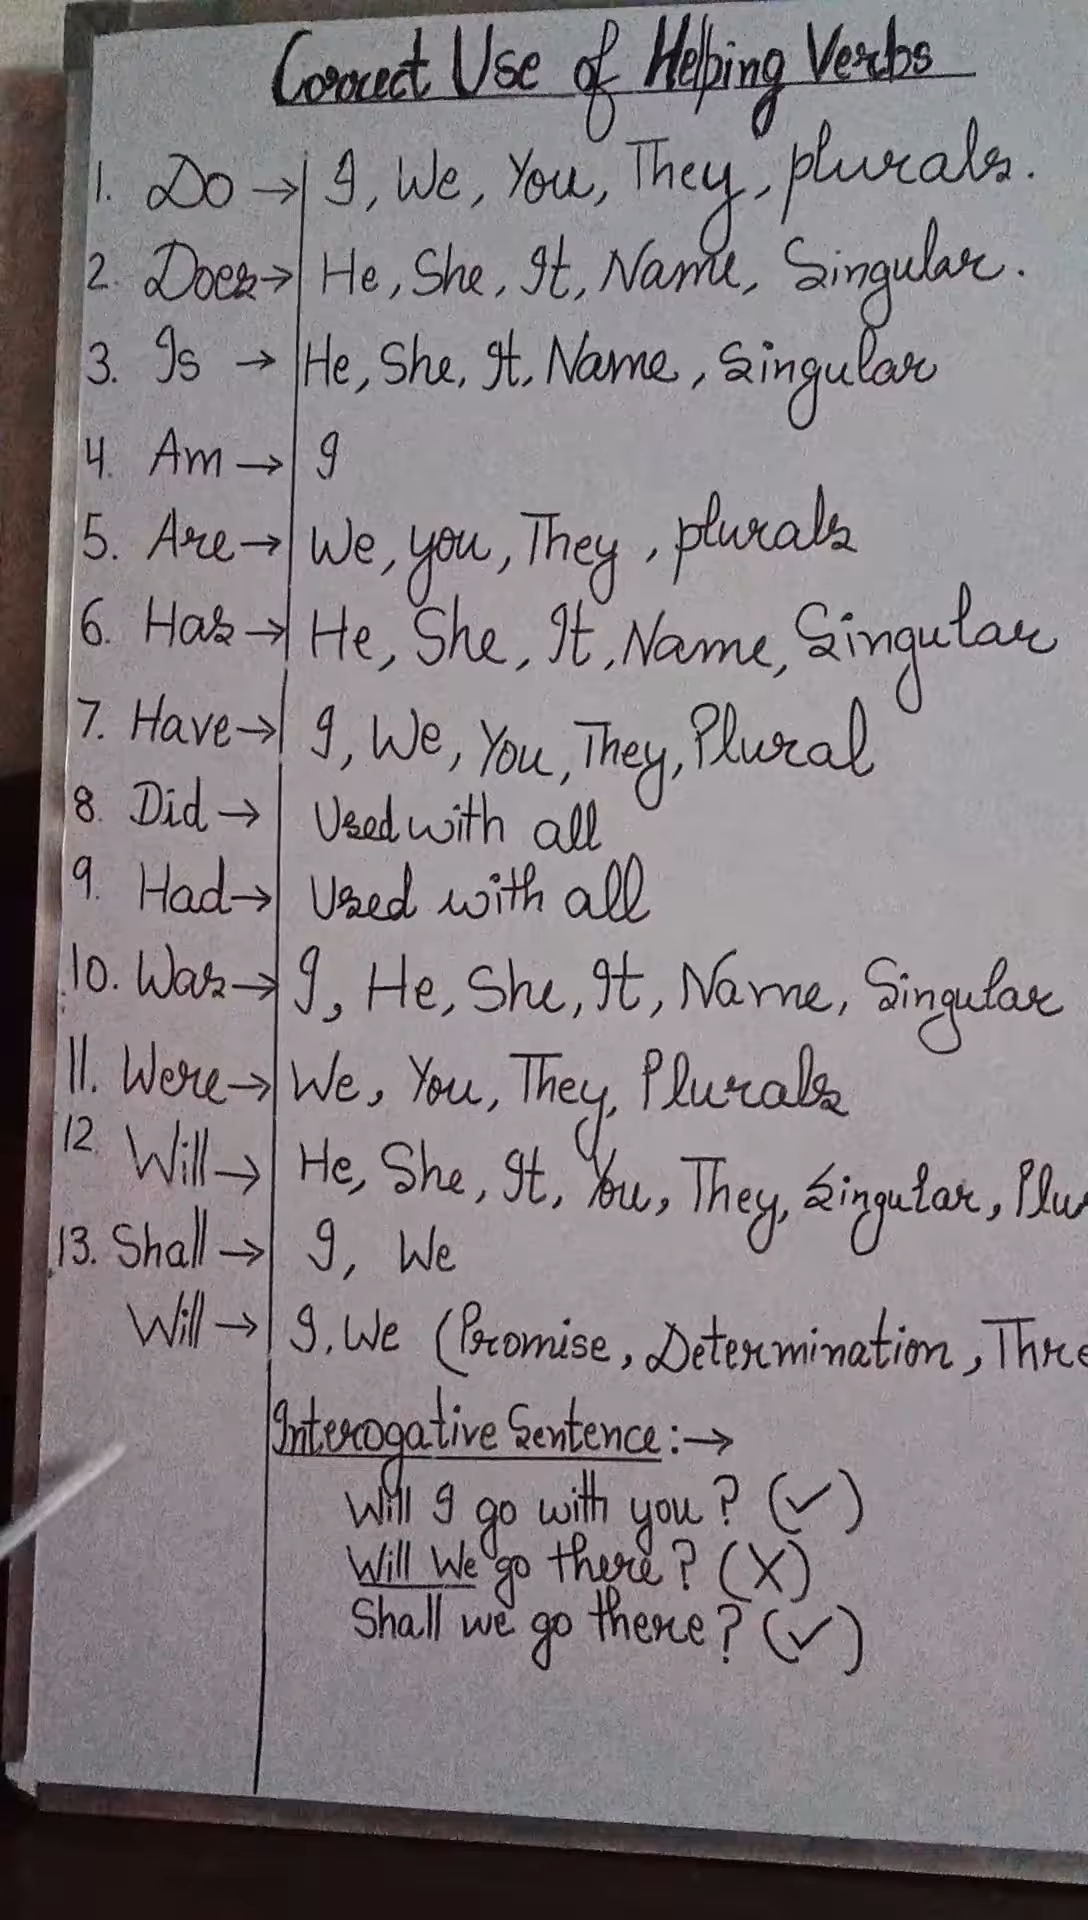 Correct Use of Helping Verbs
1. Do → I, We, You, They, plurals.
2. Does → He, She, It, Name, Singular.
3. Is → He, She, It, Name, Singular
4. Am → I
5. Are → We, you, They, plurals
6. Has → He, She, It, Name, Singular
7. Have → I, We, You, They, Plural
8. Did → Used with all
9. Had → Used with all
10. Was → I, He, She, It, Name, Singular
11. Were → We, You, They, Plurals
12. Will → He, She, It, You, They, Singular, Plu
13. Shall → I, We
Will → I, We (Promise, Determination, Thre
Interogative Sentence :→
Will I go with you? (✓)
Will We go there? (X)
Shall we go there? (✓)